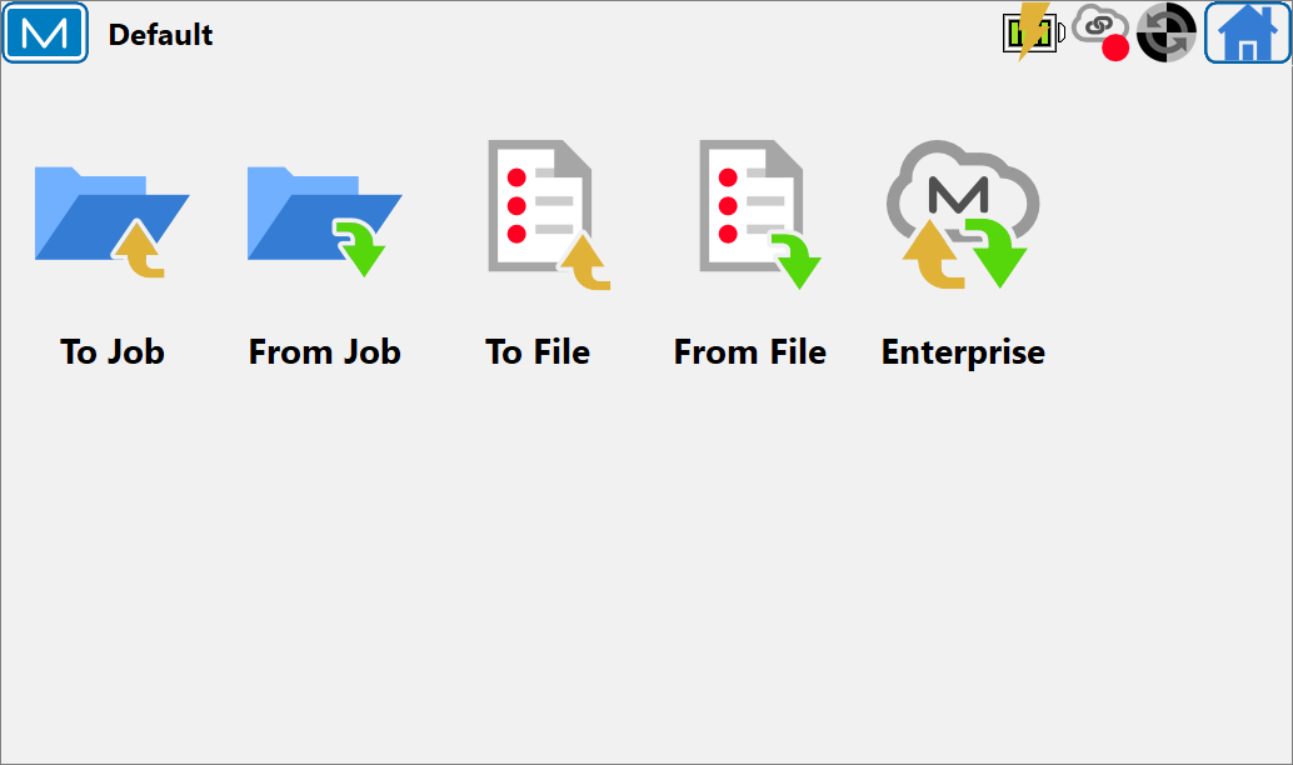 Default
To Job
From Job
To File
From File
Enterprise